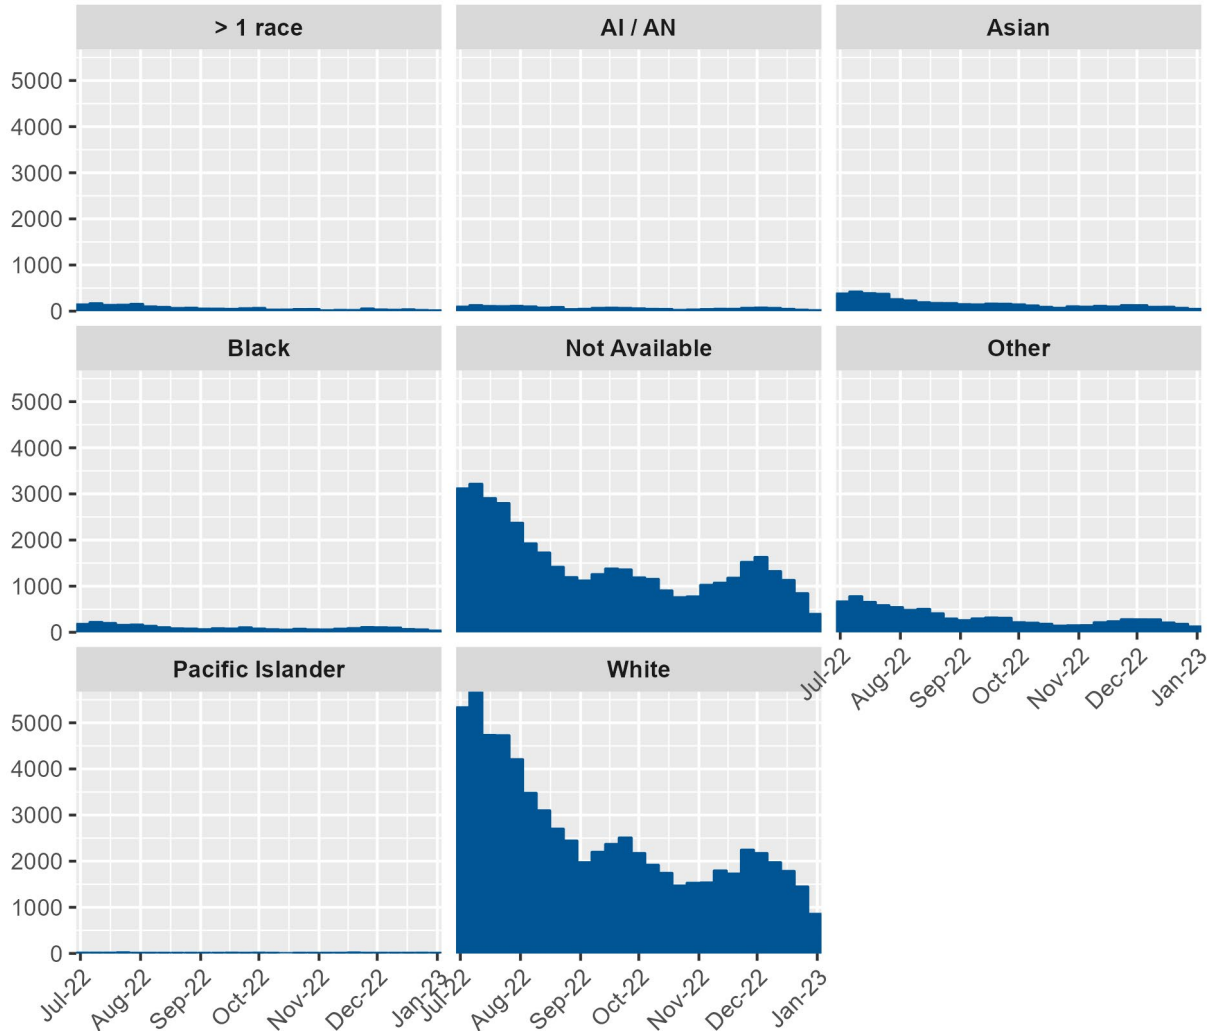 > 1 race
AI / AN
Asian
5000
4000
3000
2000
1000
0
Black
Not Available
Other
5000
4000
3000
2000
1000
0
Jul-22
Aug-22
Sep-22
Oct-22
Nov-22
Dec-22
Jan-23
Pacific Islander
White
5000
4000
3000
2000
1000
0
Jul-22
Aug-22
Sep-22
Oct-22
Nov-22
Dec-22
Jan-23
Jul-22
Aug-22
Sep-22
Oct-22
Nov-22
Dec-22
Jan-23